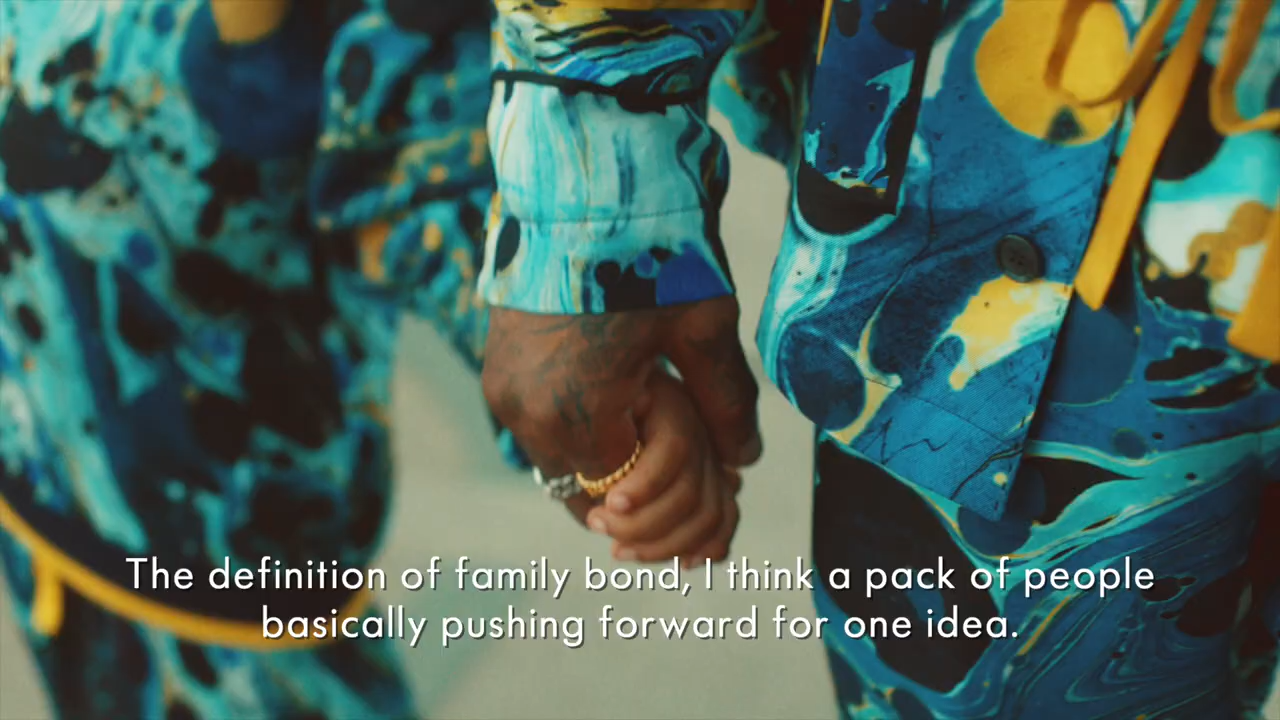 The definition of family bond, I think a pack of people
basically pushing forward for one idea.